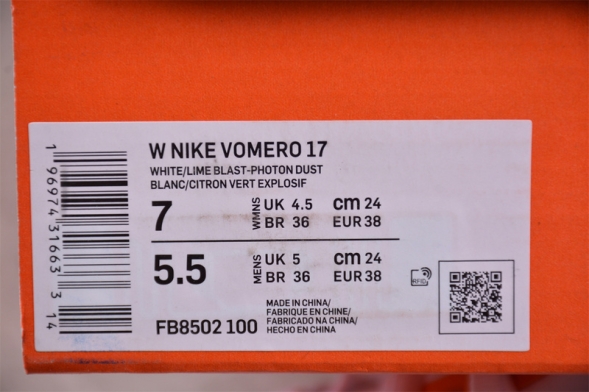 W NIKE VOMERO 17
WHITE/LIME BLAST-PHOTON DUST
BLANC/CITRON VERT EXPLOSIF
7 WMNS UK 4.5 cm 24
BR 36 EUR 38
5.5 MENS UK 5 cm 24
BR 36 EUR 38
RFID
FB8502 100
MADE IN CHINA/
FABRIQUE EN CHINE/
FABRICADO NA CHINA/
HECHO EN CHINA
1 96974 31663 3 14